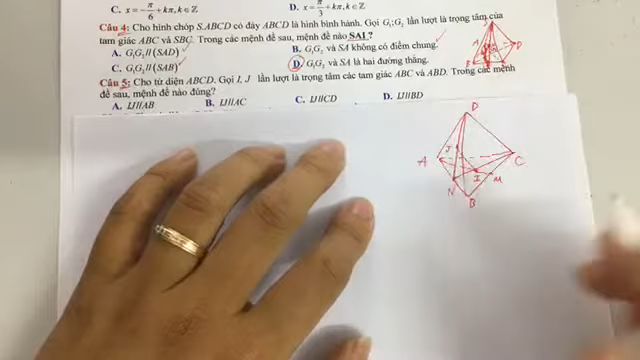 C. x = -π/6 + kπ, k ∈ ℤ D. x = π/3 + kπ, k ∈ ℤ
Câu 4: Cho hình chóp S.ABCD có đáy ABCD là hình bình hành. Gọi G₁; G₂ lần lượt là trọng tâm của
tam giác ABC và SBC. Trong các mệnh đề sau, mệnh đề nào SAI ?
A. G₁G₂ // (SAD) B. G₁G₂ và SA không có điểm chung.
C. G₁G₂ // (SAB) D. G₁G₂ và SA là hai đường thẳng.
Câu 5: Cho tứ diện ABCD. Gọi I, J lần lượt là trọng tâm các tam giác ABC và ABD. Trong các mệnh
đề sau, mệnh đề nào đúng?
A. IJ//AB B. IJ//AC C. IJ//CD D. IJ//BD
D
J
A C
I M
N
B